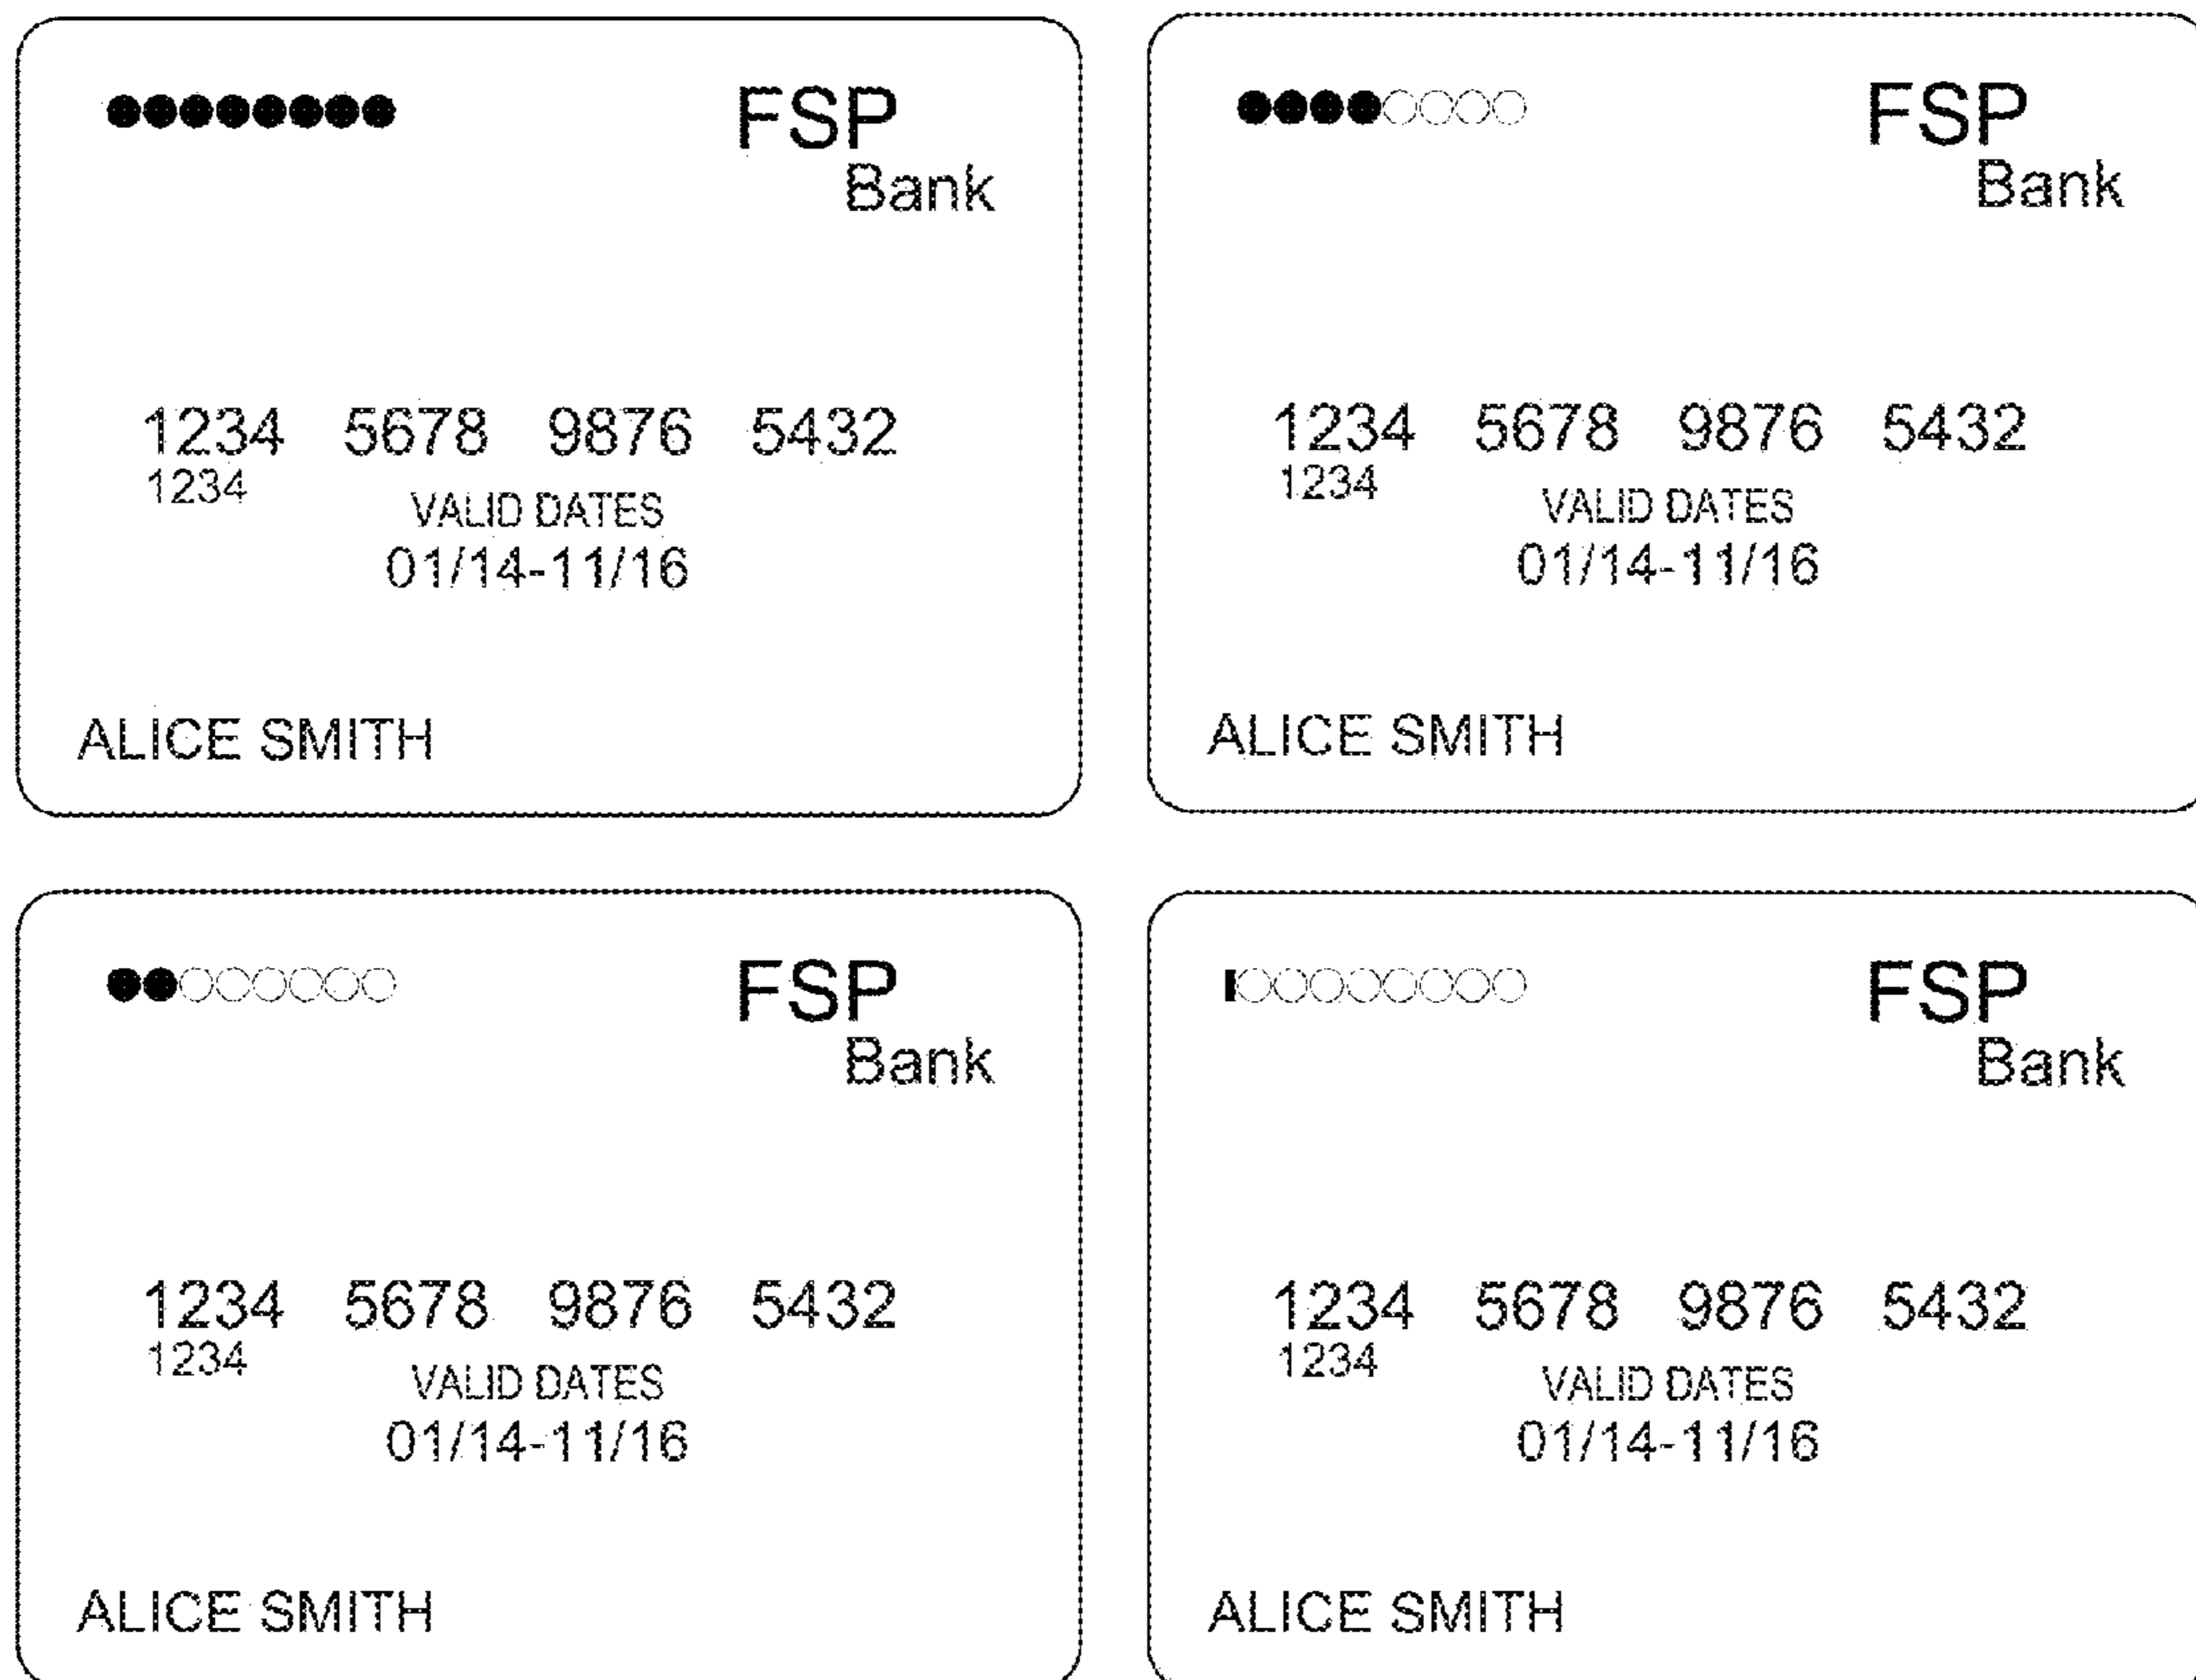 FSP
Bank
1234 5678 9876 5432
1234
VALID DATES
01/14-11/16
ALICE SMITH
FSP
Bank
1234 5678 9876 5432
1234
VALID DATES
01/14-11/16
ALICE SMITH
FSP
Bank
1234 5678 9876 5432
1234
VALID DATES
01/14-11/16
ALICE SMITH
FSP
Bank
1234 5678 9876 5432
1234
VALID DATES
01/14-11/16
ALICE SMITH